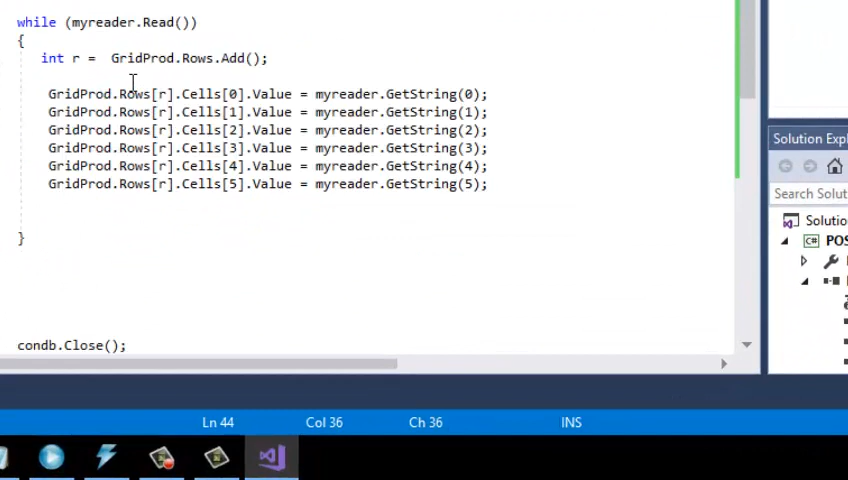 while (myreader.Read())
{
int r =  GridProd.Rows.Add();
GridProd.Rows[r].Cells[0].Value = myreader.GetString(0);
GridProd.Rows[r].Cells[1].Value = myreader.GetString(1);
GridProd.Rows[r].Cells[2].Value = myreader.GetString(2);
GridProd.Rows[r].Cells[3].Value = myreader.GetString(3);
GridProd.Rows[r].Cells[4].Value = myreader.GetString(4);
GridProd.Rows[r].Cells[5].Value = myreader.GetString(5);
}
condb.Close();
Solution Expl
Search Solut
Solutio
C# POS
Ln 44 Col 36 Ch 36 INS